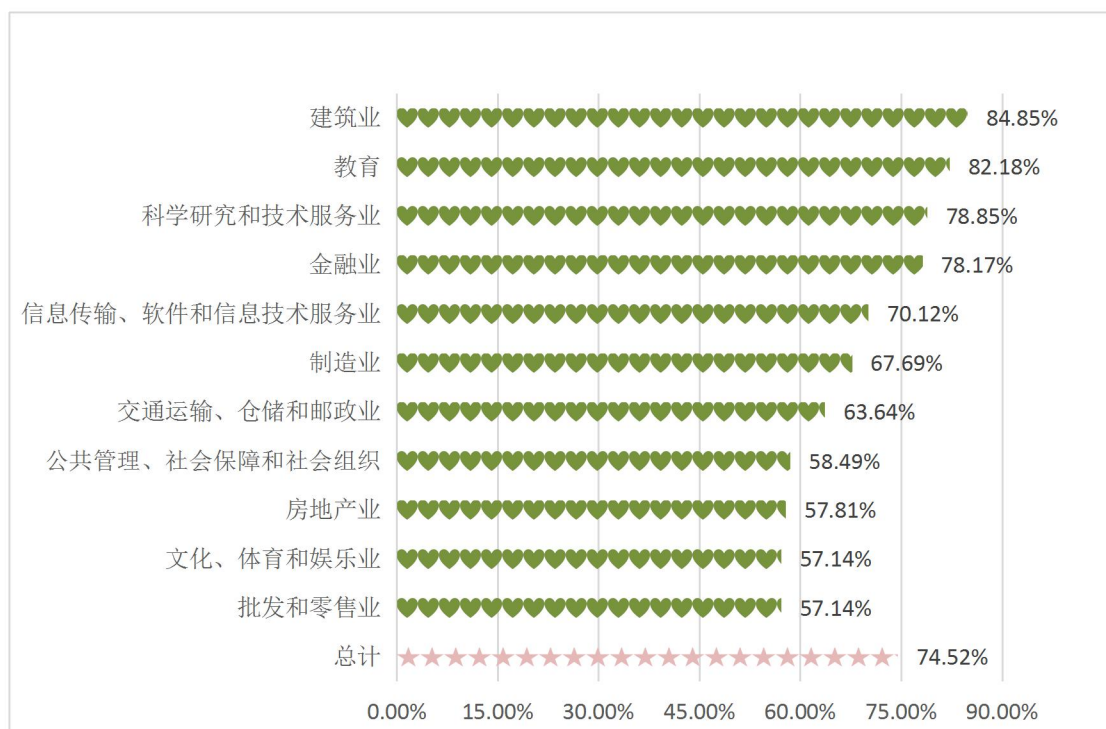 建筑业 84.85%
教育 82.18%
科学研究和技术服务业 78.85%
金融业 78.17%
信息传输、软件和信息技术服务业 70.12%
制造业 67.69%
交通运输、仓储和邮政业 63.64%
公共管理、社会保障和社会组织 58.49%
房地产业 57.81%
文化、体育和娱乐业 57.14%
批发和零售业 57.14%
总计 74.52%
0.00% 15.00% 30.00% 45.00% 60.00% 75.00% 90.00%